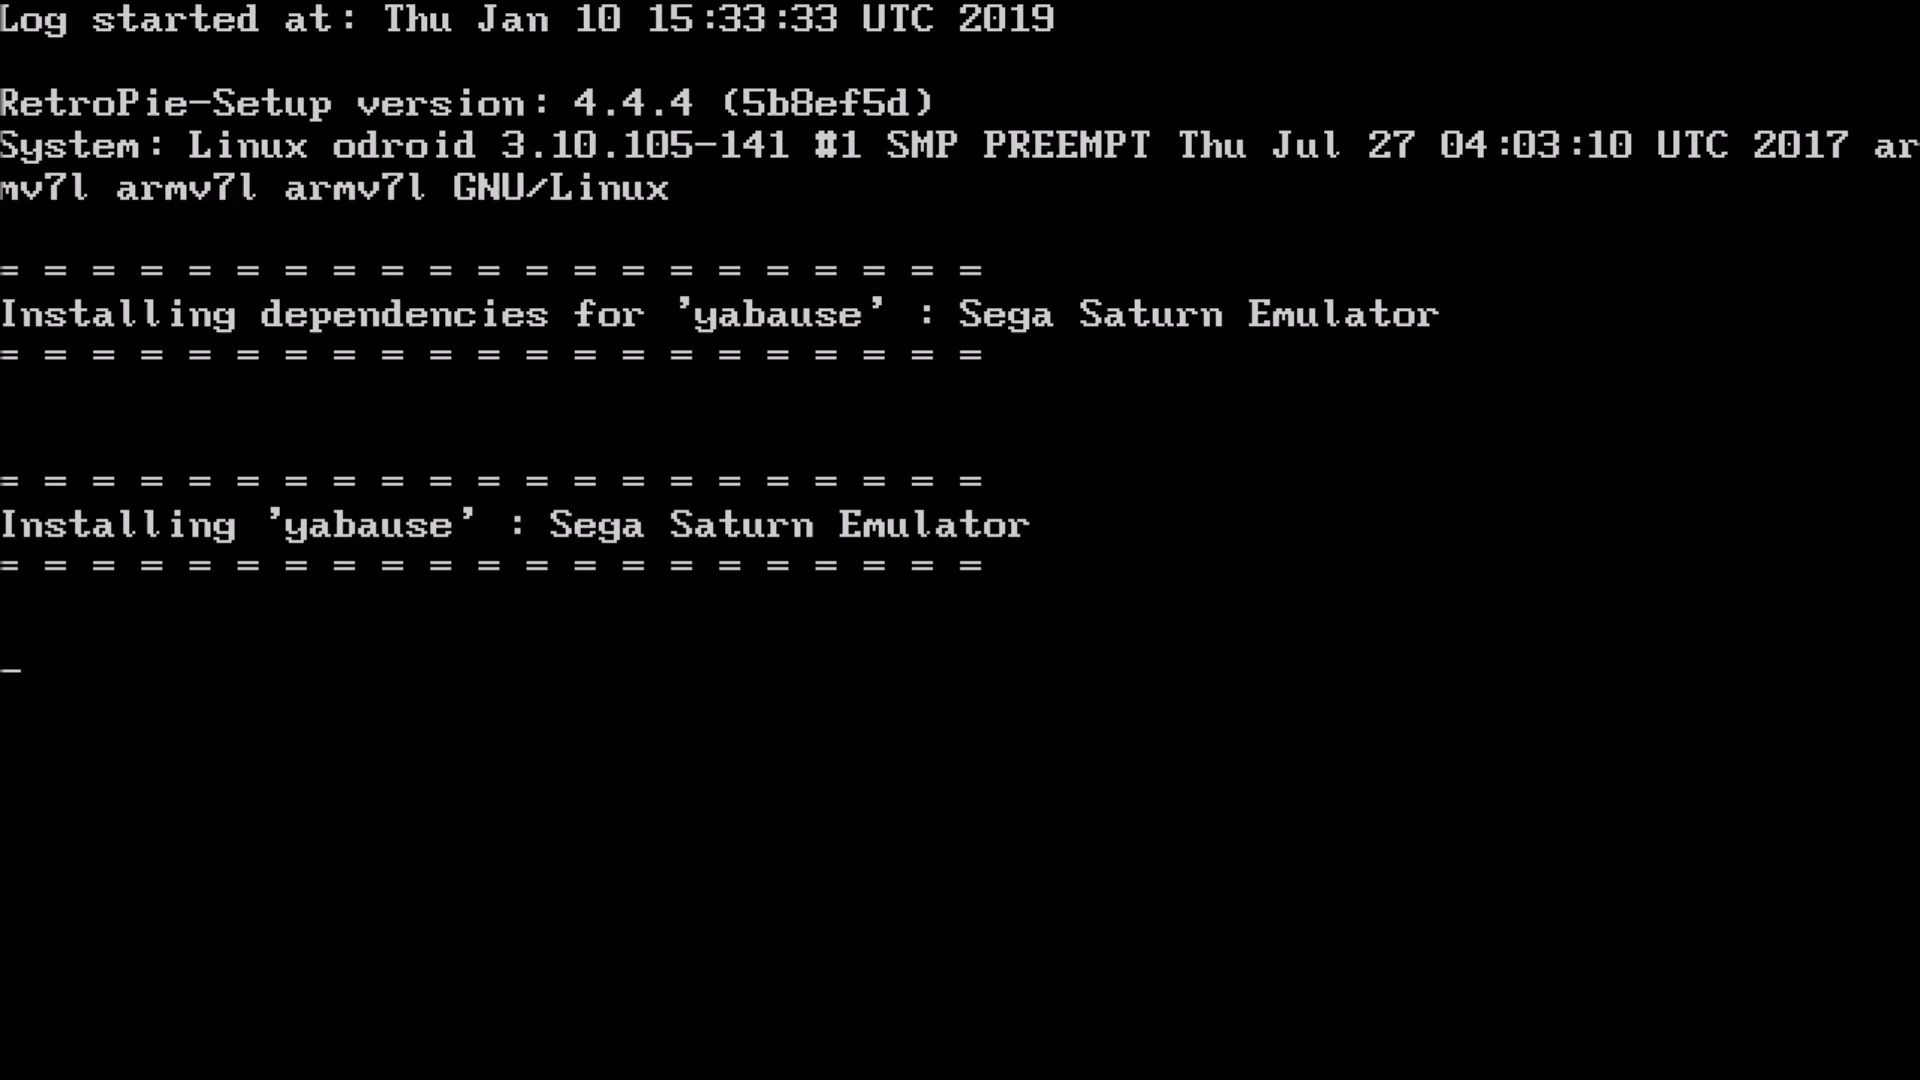 Log started at: Thu Jan 10 15:33:33 UTC 2019
RetroPie-Setup version: 4.4.4 (5b8ef5d)
System: Linux odroid 3.10.105-141 #1 SMP PREEMPT Thu Jul 27 04:03:10 UTC 2017 ar
mv7l armv7l armv7l GNU/Linux
= = = = = = = = = = = = = = = = = = = = =
Installing dependencies for 'yabause' : Sega Saturn Emulator
= = = = = = = = = = = = = = = = = = = = =
= = = = = = = = = = = = = = = = = = = = =
Installing 'yabause' : Sega Saturn Emulator
= = = = = = = = = = = = = = = = = = = = =
_